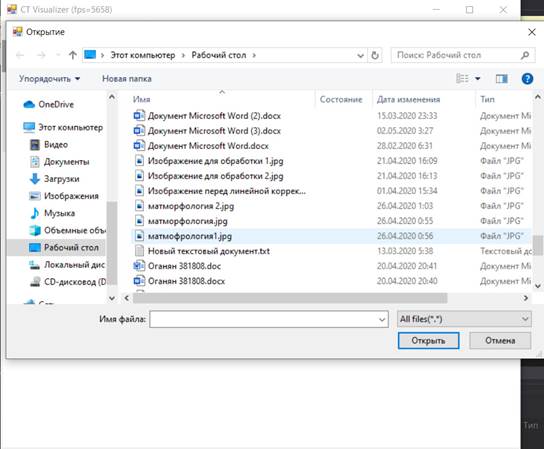 CT Visualizer (fps=5658)
Открытие
Этот компьютер > Рабочий стол >
Поиск: Рабочий стол
Упорядочить
Новая папка
Имя Состояние Дата изменения Тип
OneDrive
Этот компьютер
Видео
Документы
Загрузки
Изображения
Музыка
Объемные объе
Рабочий стол
Локальный дис
CD-дисковод (D
Сеть
Документ Microsoft Word (2).docx 15.03.2020 23:33 Документ Mi
Документ Microsoft Word (3).docx 02.05.2020 3:27 Документ Mi
Документ Microsoft Word.docx 28.02.2020 6:31 Документ Mi
Изображение для обработки 1.jpg 21.04.2020 16:09 Файл "JPG"
Изображение для обработки 2.jpg 21.04.2020 16:13 Файл "JPG"
Изображение перед линейной коррек... 01.04.2020 15:34 Файл "JPG"
матморфология 2.jpg 26.04.2020 1:03 Файл "JPG"
матморфология.jpg 26.04.2020 0:55 Файл "JPG"
матмофрология1.jpg 26.04.2020 0:56 Файл "JPG"
Новый текстовый документ.txt 13.03.2020 5:38 Текстовый до
Оганян 381808.doc 20.04.2020 20:41 Документ Mi
Оганян 381808.docx 20.04.2020 20:40 Документ Mi
Имя файла:
All files(*.*)
Открыть
Отмена
Тип